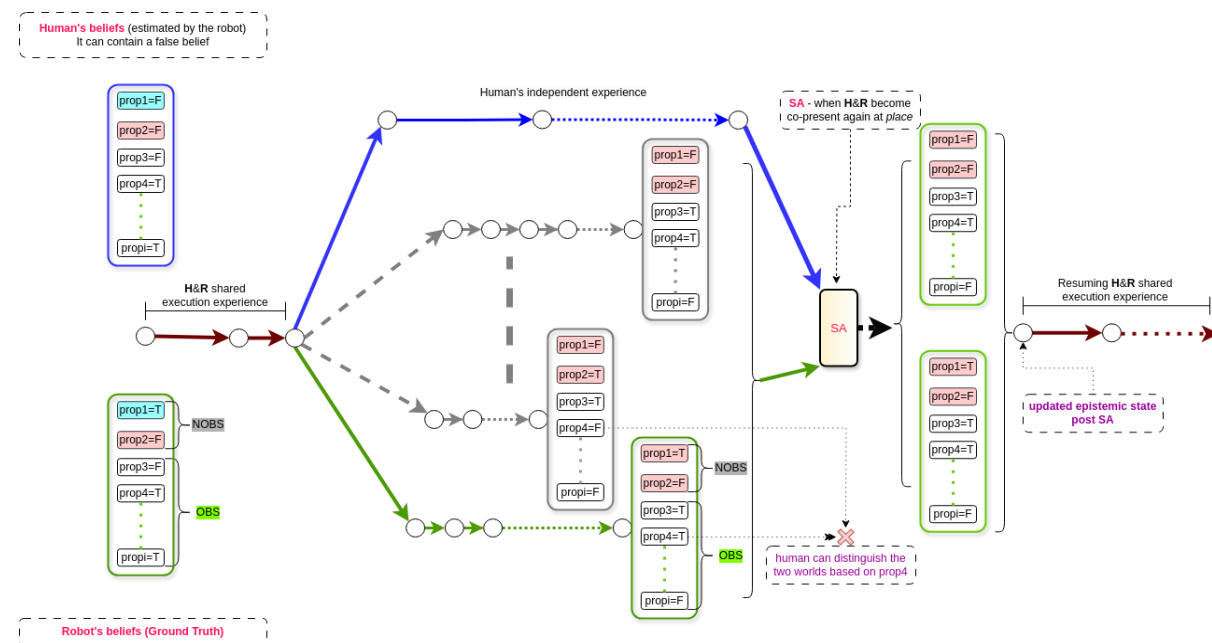 Human's beliefs (estimated by the robot)
It can contain a false belief
prop1=F
prop2=F
prop3=F
prop4=T
propi=T
H&R shared
execution experience
prop1=T
prop2=F
prop3=F
prop4=T
propi=T
NOBS
OBS
Robot's beliefs (Ground Truth)
Human's independent experience
prop1=F
prop2=F
prop3=T
prop4=T
propi=F
prop1=F
prop2=T
prop3=T
prop4=F
propi=F
prop1=T
prop2=F
prop3=T
prop4=T
propi=F
NOBS
OBS
SA - when H&R become
co-present again at place
SA
human can distinguish the
two worlds based on prop4
prop1=F
prop2=F
prop3=T
prop4=T
propi=F
prop1=T
prop2=F
prop3=T
prop4=T
propi=F
Resuming H&R shared
execution experience
updated epistemic state
post SA